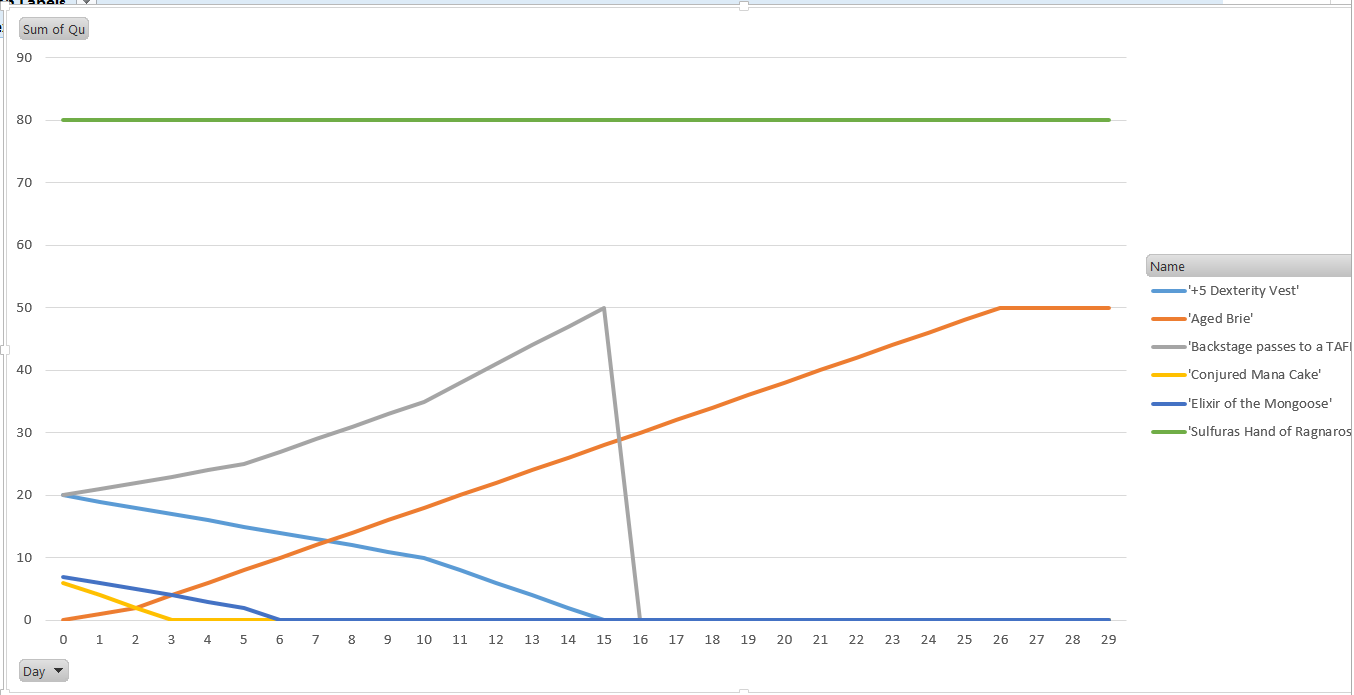 Labels
Sum of Qu
90
80
70
60
50
40
30
20
10
0
0 1 2 3 4 5 6 7 8 9 10 11 12 13 14 15 16 17 18 19 20 21 22 23 24 25 26 27 28 29
Day
Name
'+5 Dexterity Vest'
'Aged Brie'
'Backstage passes to a TAF
'Conjured Mana Cake'
'Elixir of the Mongoose'
'Sulfuras Hand of Ragnaros